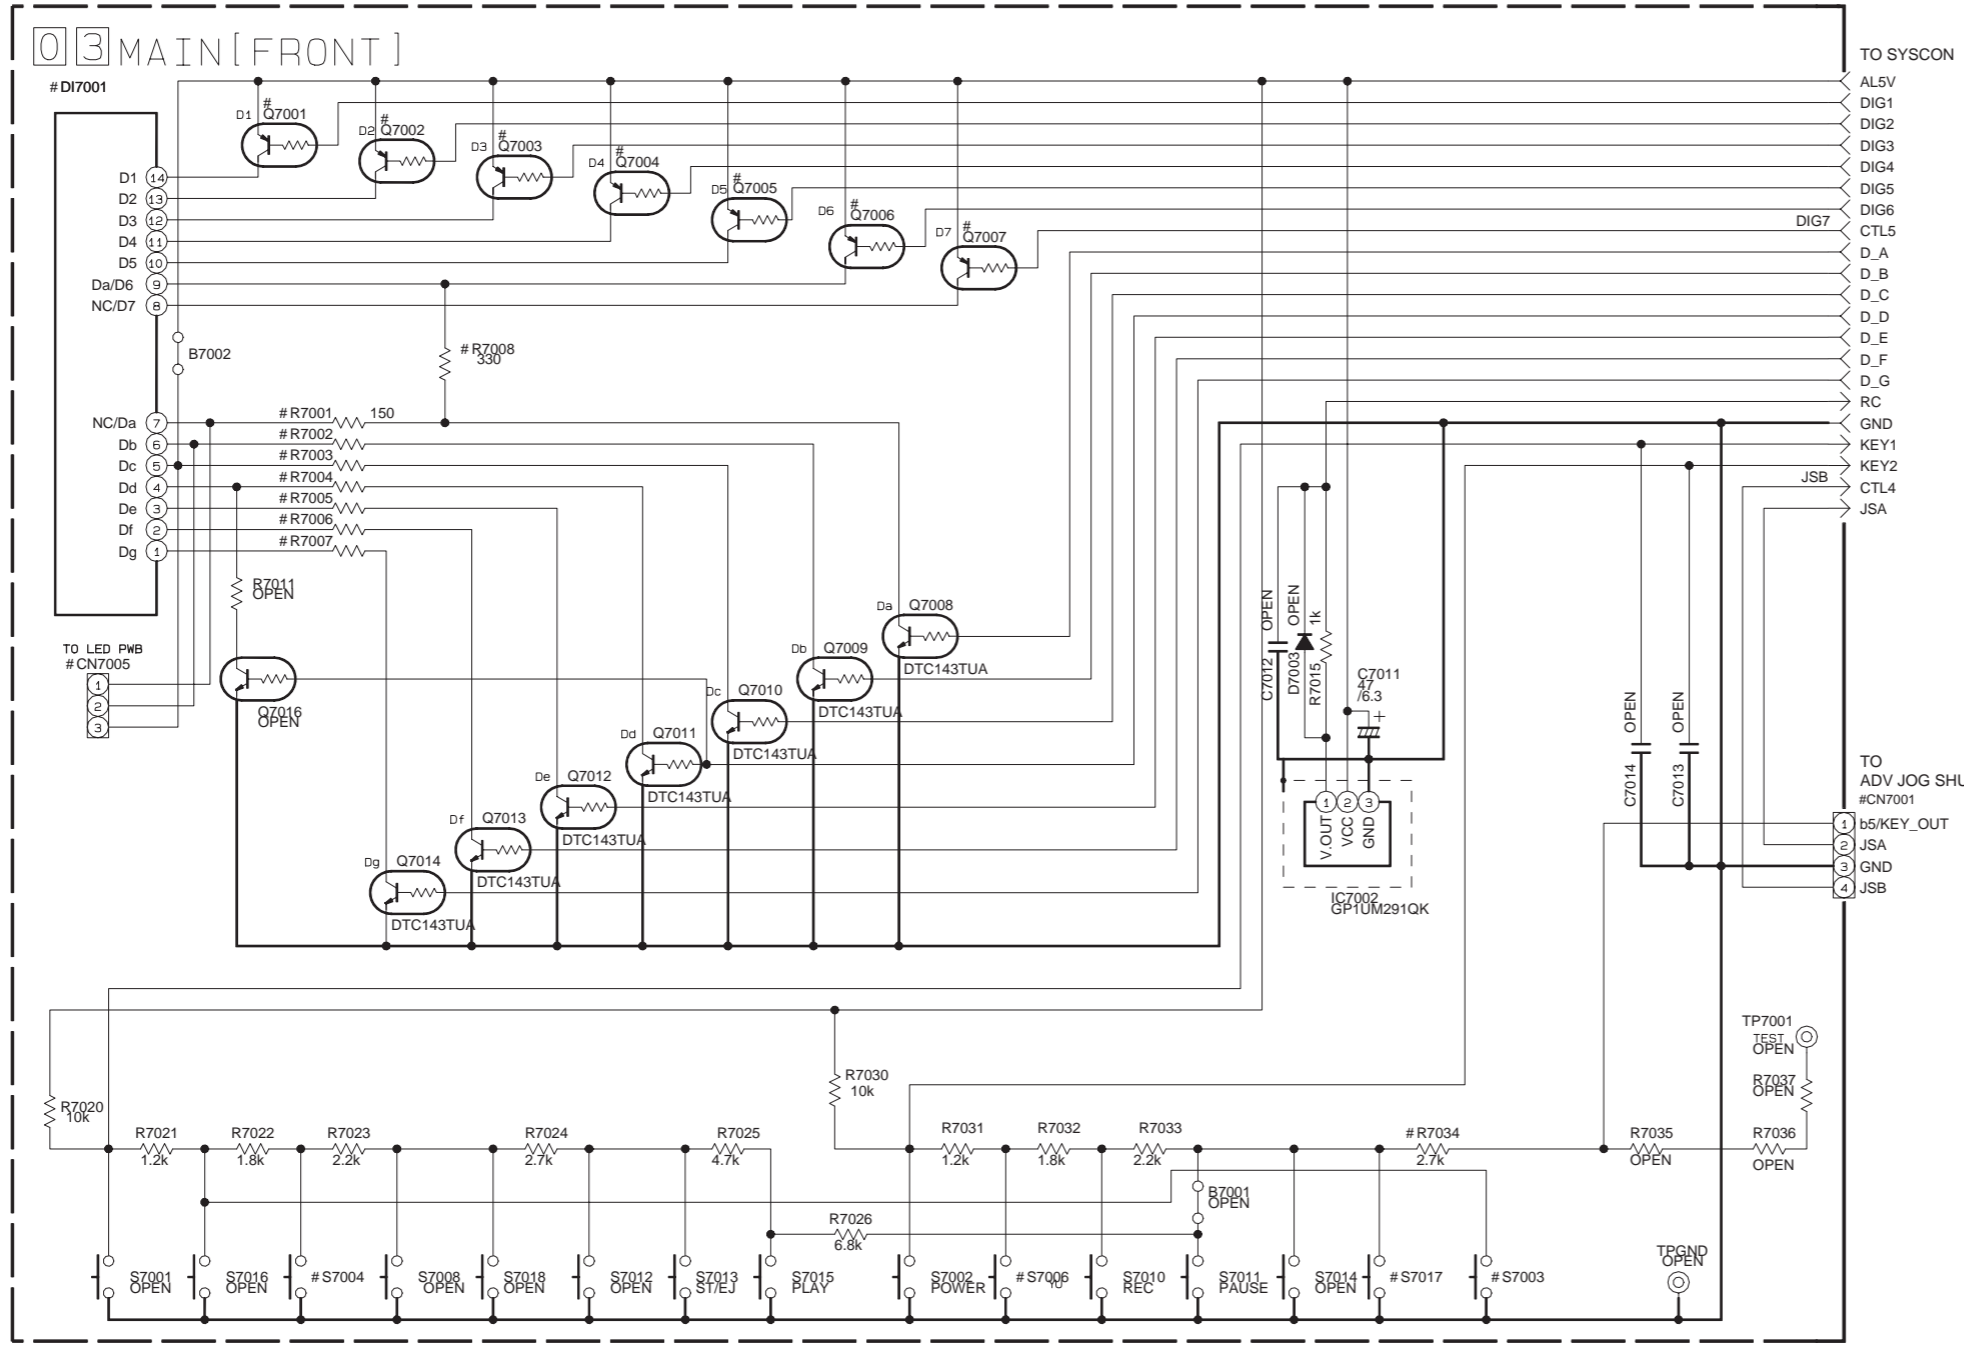 03 MAIN[FRONT]
TO SYSCON
#DI7001
AL5V
DIG1
DIG2
DIG3
DIG4
DIG5
DIG6
DIG7
CTL5
D_A
D_B
D_C
D_D
D_E
D_F
D_G
RC
GND
KEY1
KEY2
JSB
CTL4
JSA
D1
#
Q7001
D2
#
Q7002
D3
#
Q7003
D4
#
Q7004
D5
#
Q7005
D6
#
Q7006
D7
#
Q7007
D1 14
D2 13
D3 12
D4 11
D5 10
Da/D6 9
NC/D7 8
B7002
#R7008
330
NC/Da 7
Db 6
Dc 5
Dd 4
De 3
Df 2
Dg 1
#R7001 150
#R7002
#R7003
#R7004
#R7005
#R7006
#R7007
R7011
OPEN
TO LED PWB
#CN7005
1
2
3
Q7016
OPEN
Da Q7008
DTC143TUA
Db Q7009
DTC143TUA
Dc Q7010
DTC143TUA
Dd Q7011
DTC143TUA
De Q7012
DTC143TUA
Df Q7013
DTC143TUA
Dg Q7014
DTC143TUA
C7012 OPEN
D7003 OPEN
R7015 1k
C7011
47
/6.3
+
1 2 3
V.OUT
VCC
GND
IC7002
GP1UM291QK
C7014 OPEN
C7013 OPEN
TO
ADV JOG SHU
#CN7001
1 b5/KEY_OUT
2 JSA
3 GND
4 JSB
TP7001
TEST
OPEN
R7037
OPEN
R7020
10k
R7030
10k
R7021
1.2k
R7022
1.8k
R7023
2.2k
R7024
2.7k
R7025
4.7k
R7031
1.2k
R7032
1.8k
R7033
2.2k
#R7034
2.7k
R7035
OPEN
R7036
OPEN
B7001
OPEN
R7026
6.8k
S7001
OPEN
S7016
OPEN
#S7004
S7008
OPEN
S7018
OPEN
S7012
OPEN
S7013
ST/EJ
S7015
PLAY
S7002
POWER
#S7006
S7010
REC
S7011
PAUSE
S7014
OPEN
#S7017
#S7003
TPGND
OPEN